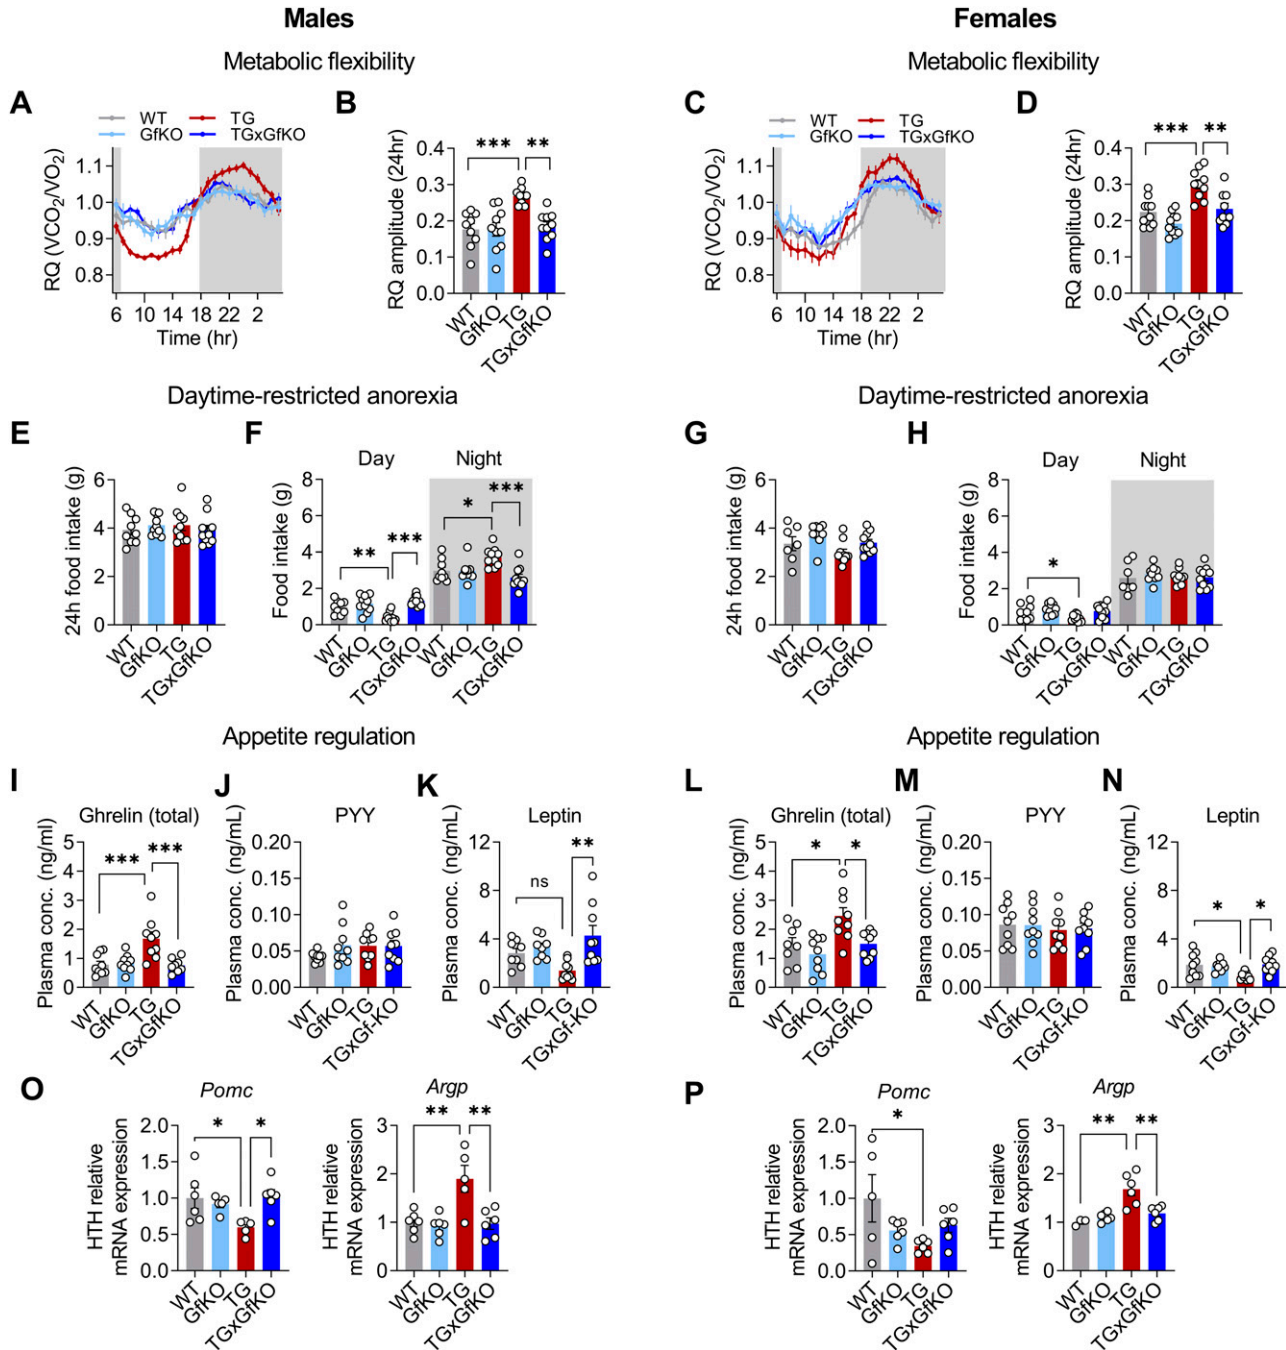 Males
Females
Metabolic flexibility
Metabolic flexibility
A
WT
TG
GfKO
TGxGfKO
RQ (VCO2/VO2)
1.1
1.0
0.9
0.8
6 10 14 18 22 2
Time (hr)
B
RQ amplitude (24hr)
0.4
0.3
0.2
0.1
0.0
*** **
WT
GfKO
TG
TGxGfKO
C
WT
TG
GfKO
TGxGfKO
RQ (VCO2/VO2)
1.1
1.0
0.9
0.8
6 10 14 18 22 2
Time (hr)
D
RQ amplitude (24hr)
0.4
0.3
0.2
0.1
0.0
*** **
WT
GfKO
TG
TGxGfKO
Daytime-restricted anorexia
Daytime-restricted anorexia
E
24h food intake (g)
6
4
2
0
WT
GfKO
TG
TGxGfKO
F
Day
Night
Food intake (g)
8
6
4
2
0
** ***
* ***
WT
GfKO
TG
TGxGfKO
WT
GfKO
TG
TGxGfKO
G
24h food intake (g)
6
4
2
0
WT
GfKO
TG
TGxGfKO
H
Day
Night
Food intake (g)
8
6
4
2
0
*
WT
GfKO
TG
TGxGfKO
WT
GfKO
TG
TGxGfKO
Appetite regulation
Appetite regulation
I
Ghrelin (total)
Plasma conc. (ng/ml)
5
4
3
2
1
0
*** ***
WT
GfKO
TG
TGxGfKO
J
PYY
Plasma conc. (ng/mL)
0.20
0.15
0.10
0.05
0.00
WT
GfKO
TG
TGxGfKO
K
Leptin
Plasma conc. (ng/mL)
12
8
4
0
ns **
WT
GfKO
TG
TGxGf-KO
L
Ghrelin (total)
Plasma conc. (ng/ml)
5
4
3
2
1
0
* *
WT
GfKO
TG
TGxGfKO
M
PYY
Plasma conc. (ng/mL)
0.20
0.15
0.10
0.05
0.00
WT
GfKO
TG
TGxGf-KO
N
Leptin
Plasma conc. (ng/mL)
12
8
4
0
* *
WT
GfKO
TG
TGxGf-KO
O
Pomc
HTH relative
mRNA expression
2.0
1.5
1.0
0.5
0.0
* *
WT
GfKO
TG
TGxGfKO
Argp
HTH relative
mRNA expression
3
2
1
0
** **
WT
GfKO
TG
TGxGfKO
P
Pomc
HTH relative
mRNA expression
2.0
1.5
1.0
0.5
0.0
*
WT
GfKO
TG
TGxGfKO
Argp
HTH relative
mRNA expression
3
2
1
0
** **
WT
GfKO
TG
TGxGfKO